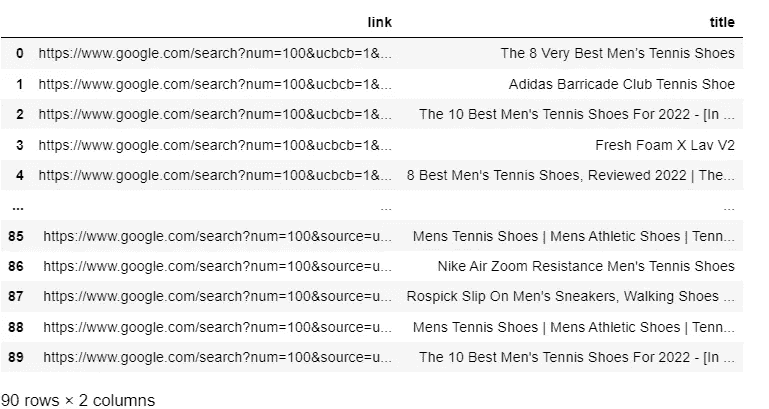 link title
0 https://www.google.com/search?num=100&ucbcb=1&... The 8 Very Best Men's Tennis Shoes
1 https://www.google.com/search?num=100&ucbcb=1&... Adidas Barricade Club Tennis Shoe
2 https://www.google.com/search?num=100&ucbcb=1&... The 10 Best Men's Tennis Shoes For 2022 - [In ...
3 https://www.google.com/search?num=100&ucbcb=1&... Fresh Foam X Lav V2
4 https://www.google.com/search?num=100&ucbcb=1&... 8 Best Men's Tennis Shoes, Reviewed 2022 | The...
... ... ...
85 https://www.google.com/search?num=100&source=u... Mens Tennis Shoes | Mens Athletic Shoes | Tenn...
86 https://www.google.com/search?num=100&source=u... Nike Air Zoom Resistance Men's Tennis Shoes
87 https://www.google.com/search?num=100&source=u... Rospick Slip On Men's Sneakers, Walking Shoes ...
88 https://www.google.com/search?num=100&source=u... Mens Tennis Shoes | Mens Athletic Shoes | Tenn...
89 https://www.google.com/search?num=100&source=u... The 10 Best Men's Tennis Shoes For 2022 - [In ...
90 rows × 2 columns